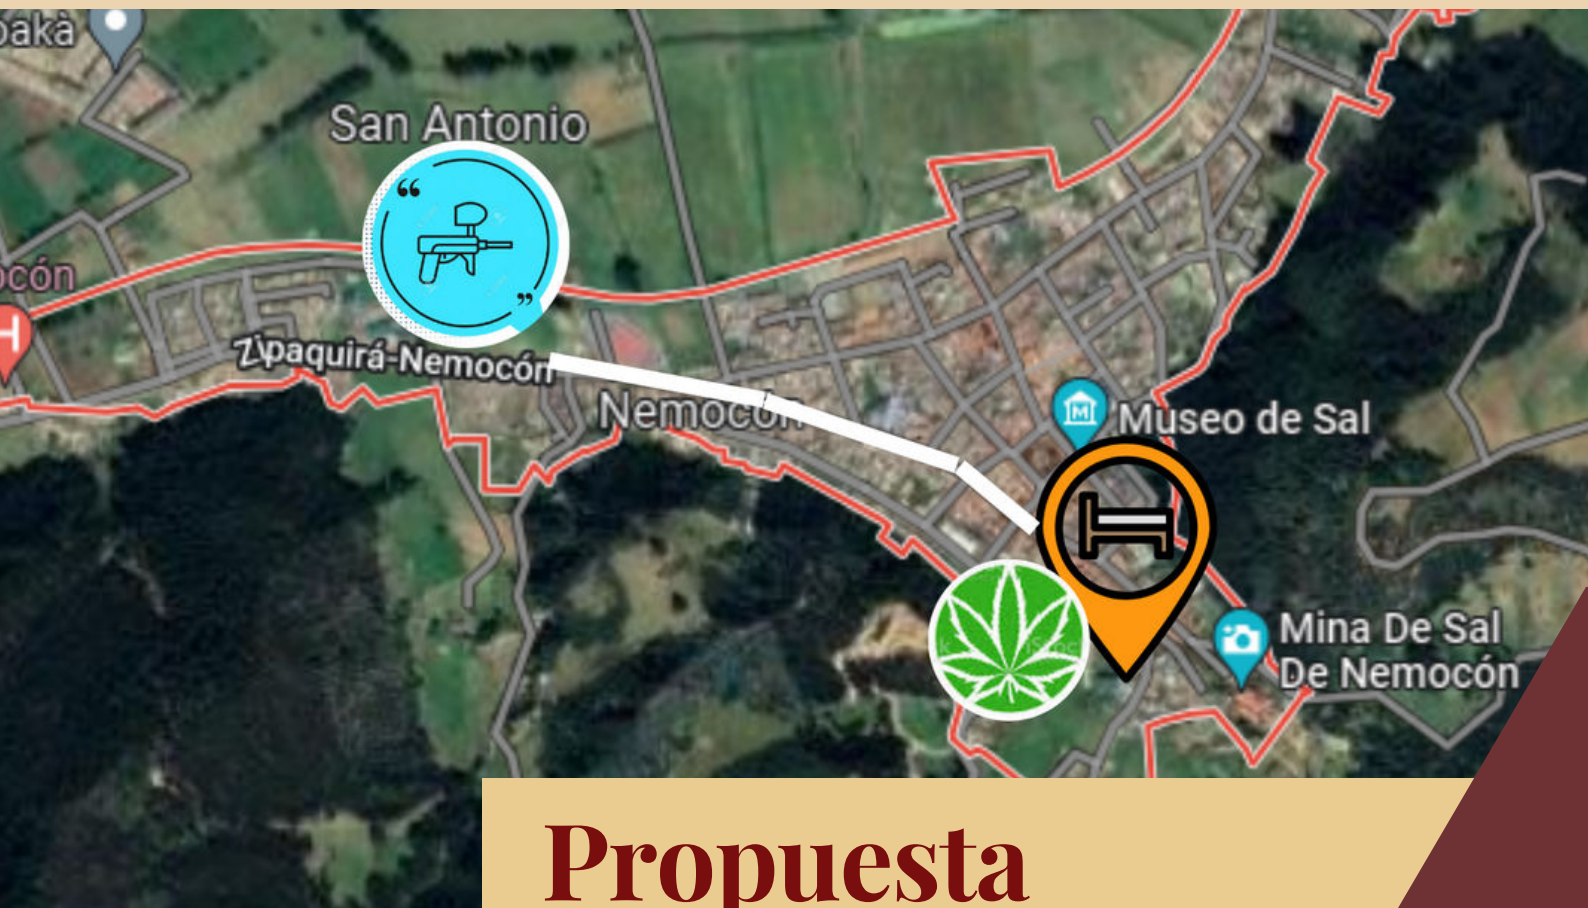 San Antonio
Zipaquirá-Nemocón
Nemocón
Museo de Sal
Mina De Sal
De Nemocón
Propuesta